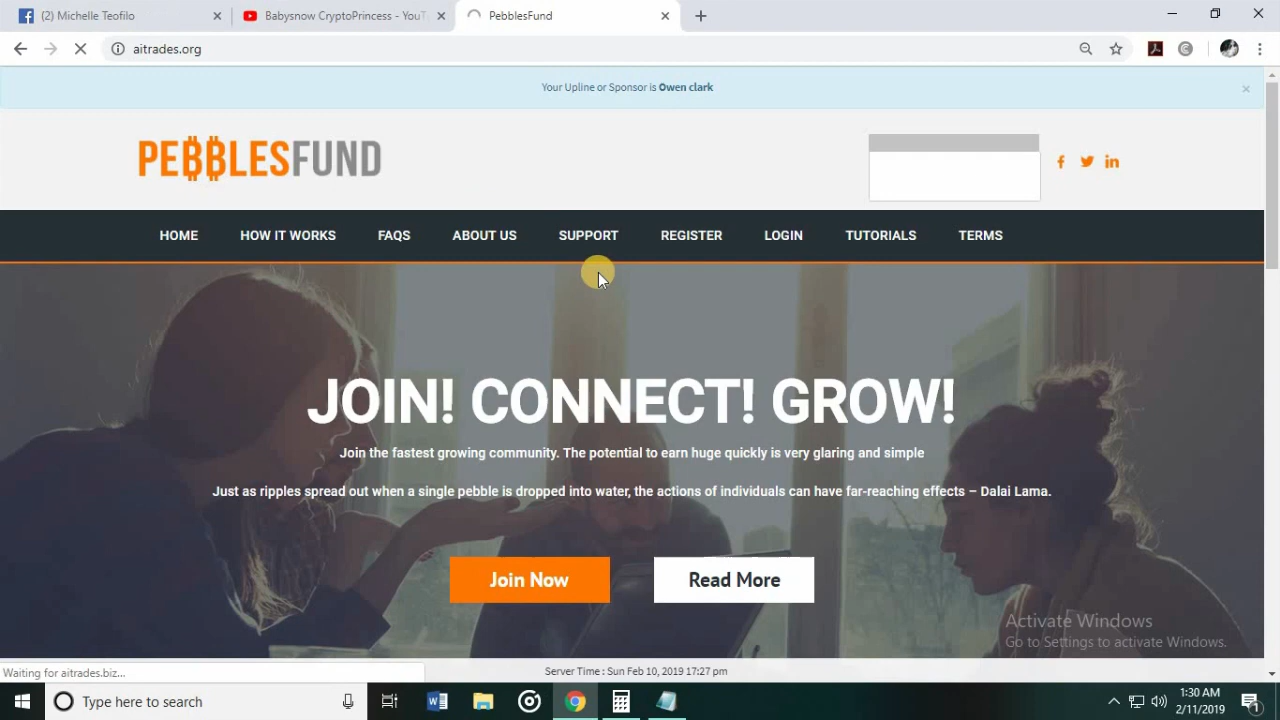 (2) Michelle Teofilo
Babysnow CryptoPrincess - YouT
PebblesFund
aitrades.org
Your Upline or Sponsor is Owen clark
PEBBLESFUND
HOME HOW IT WORKS FAQS ABOUT US SUPPORT REGISTER LOGIN TUTORIALS TERMS
JOIN! CONNECT! GROW!
Join the fastest growing community. The potential to earn huge quickly is very glaring and simple
Just as ripples spread out when a single pebble is dropped into water, the actions of individuals can have far-reaching effects – Dalai Lama.
Join Now Read More
Activate Windows
Go to Settings to activate Windows.
Waiting for aitrades.biz...
Server Time : Sun Feb 10, 2019 17:27 pm
Type here to search
1:30 AM
2/11/2019
1